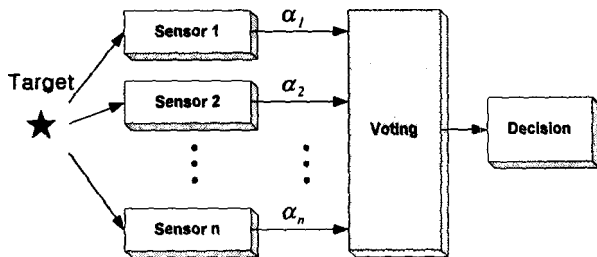 Sensor 1
α1
Target
Sensor 2
α2
Voting
Decision
Sensor n
αn